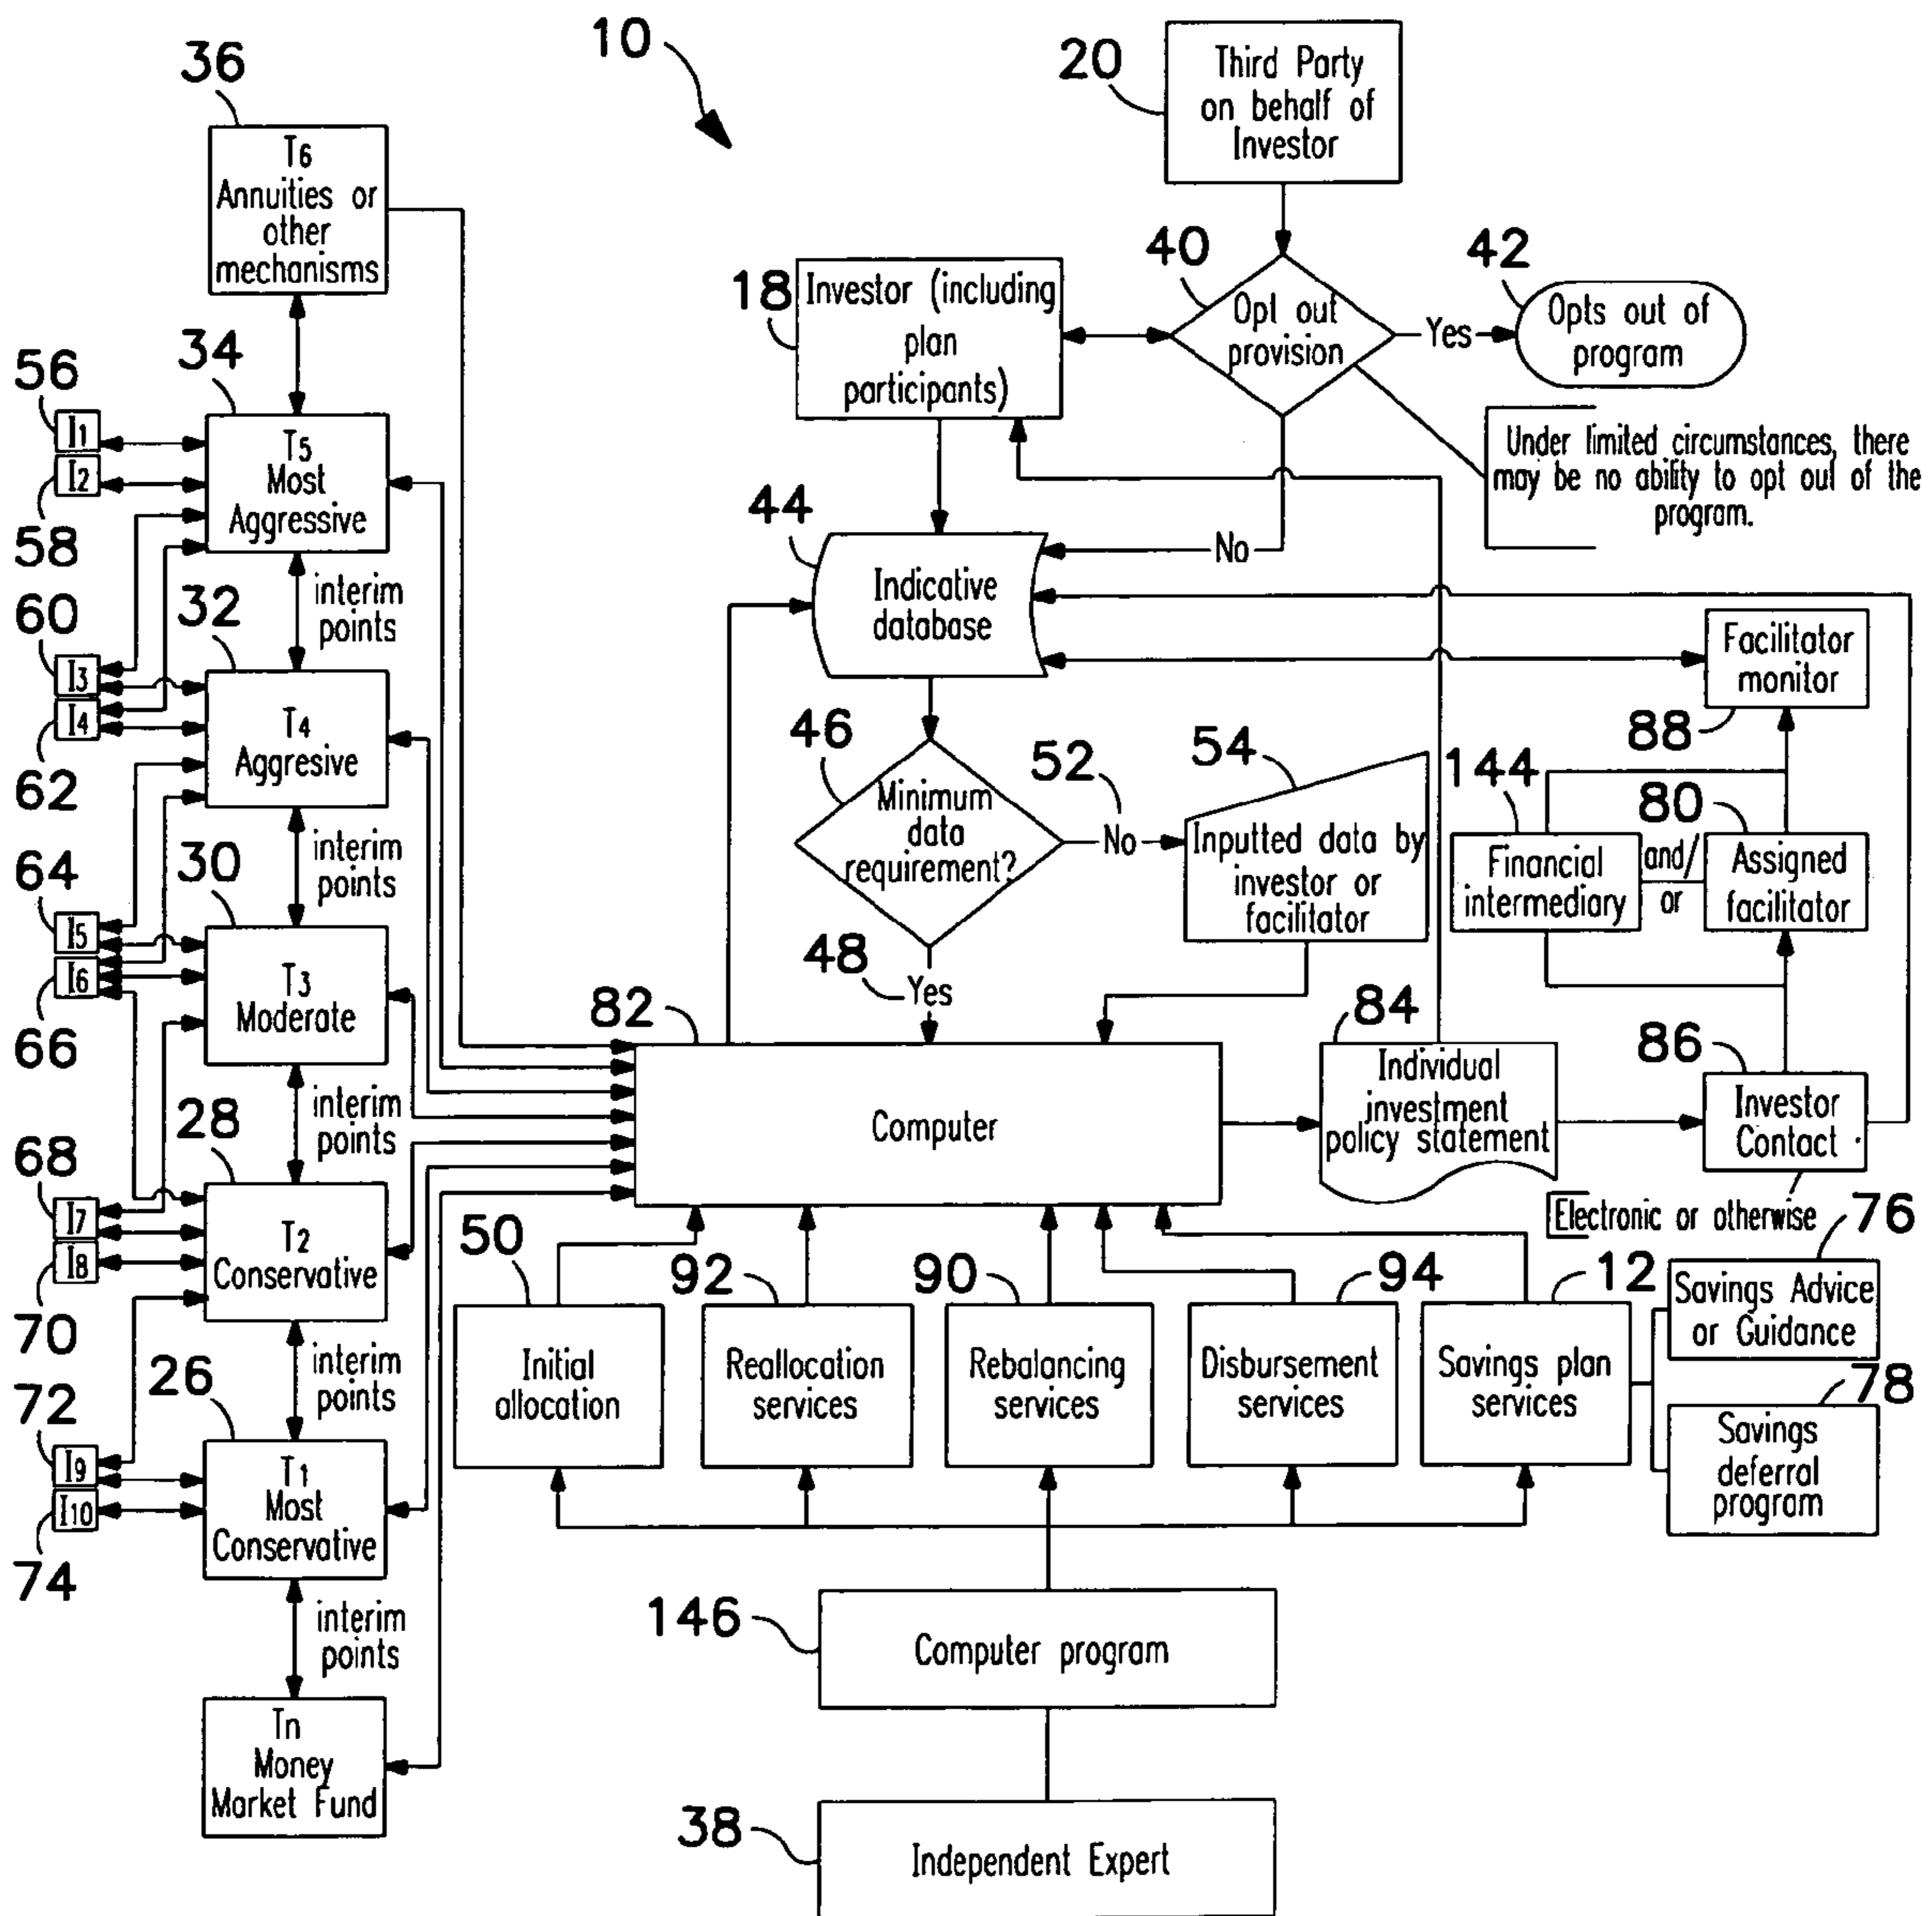 10
20
Third Party
on behalf of
Investor
36
T6
Annuities or
other
mechanisms
40
Opt out
provision
Yes
42
Opts out of
program
18
Investor (including
plan
participants)
Under limited circumstances, there
may be no ability to opt out of the
program.
No
34
T5
Most
Aggressive
56
I1
I2
58
interim
points
44
Indicative
database
32
T4
Aggresive
60
I3
I4
62
interim
points
Facilitator
monitor
88
46
Minimum
data
requirement?
52
No
54
Inputted data by
investor or
facilitator
48
Yes
144
Financial
intermediary
and/
or
80
Assigned
facilitator
30
T3
Moderate
64
I5
I6
66
interim
points
82
Computer
84
Individual
investment
policy statement
86
Investor
Contact
Electronic or otherwise
28
T2
Conservative
68
I7
I8
70
interim
points
50
Initial
allocation
92
Reallocation
services
90
Rebalancing
services
94
Disbursement
services
12
Savings plan
services
76
Savings Advice
or Guidance
78
Savings
deferral
program
26
T1
Most
Conservative
72
I9
I10
74
interim
points
Tn
Money
Market Fund
146
Computer program
38
Independent Expert